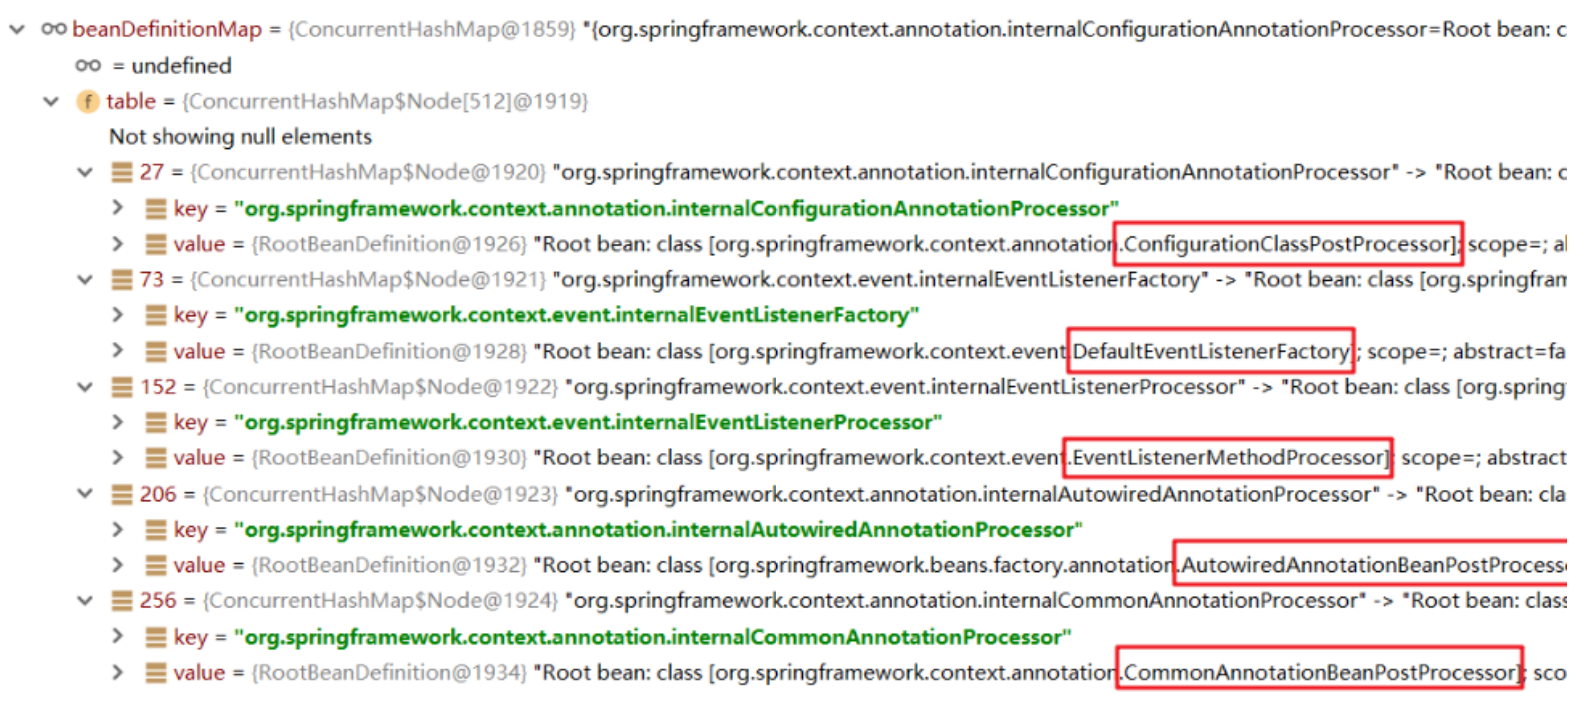 beanDefinitionMap = {ConcurrentHashMap@1859} "{org.springframework.context.annotation.internalConfigurationAnnotationProcessor=Root bean: c
= undefined
f table = {ConcurrentHashMap$Node[512]@1919}
Not showing null elements
27 = {ConcurrentHashMap$Node@1920} "org.springframework.context.annotation.internalConfigurationAnnotationProcessor" -> "Root bean: c
key = "org.springframework.context.annotation.internalConfigurationAnnotationProcessor"
value = {RootBeanDefinition@1926} "Root bean: class [org.springframework.context.annotation.ConfigurationClassPostProcessor]; scope=; al
73 = {ConcurrentHashMap$Node@1921} "org.springframework.context.event.internalEventListenerFactory" -> "Root bean: class [org.springfram
key = "org.springframework.context.event.internalEventListenerFactory"
value = {RootBeanDefinition@1928} "Root bean: class [org.springframework.context.event.DefaultEventListenerFactory]; scope=; abstract=fa
152 = {ConcurrentHashMap$Node@1922} "org.springframework.context.event.internalEventListenerProcessor" -> "Root bean: class [org.spring
key = "org.springframework.context.event.internalEventListenerProcessor"
value = {RootBeanDefinition@1930} "Root bean: class [org.springframework.context.event.EventListenerMethodProcessor]; scope=; abstract
206 = {ConcurrentHashMap$Node@1923} "org.springframework.context.annotation.internalAutowiredAnnotationProcessor" -> "Root bean: cla
key = "org.springframework.context.annotation.internalAutowiredAnnotationProcessor"
value = {RootBeanDefinition@1932} "Root bean: class [org.springframework.beans.factory.annotation.AutowiredAnnotationBeanPostProcess
256 = {ConcurrentHashMap$Node@1924} "org.springframework.context.annotation.internalCommonAnnotationProcessor" -> "Root bean: class
key = "org.springframework.context.annotation.internalCommonAnnotationProcessor"
value = {RootBeanDefinition@1934} "Root bean: class [org.springframework.context.annotation.CommonAnnotationBeanPostProcessor]; sco